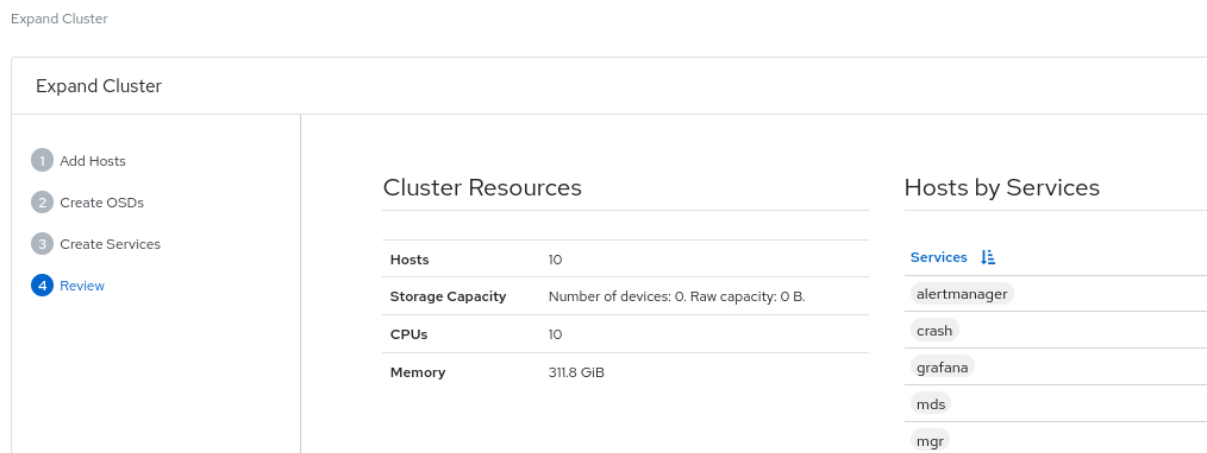 Expand Cluster
Expand Cluster
1 Add Hosts
2 Create OSDs
3 Create Services
4 Review
Cluster Resources
Hosts 10
Storage Capacity Number of devices: 0. Raw capacity: 0 B.
CPUs 10
Memory 311.8 GiB
Hosts by Services
Services
alertmanager
crash
grafana
mds
mgr